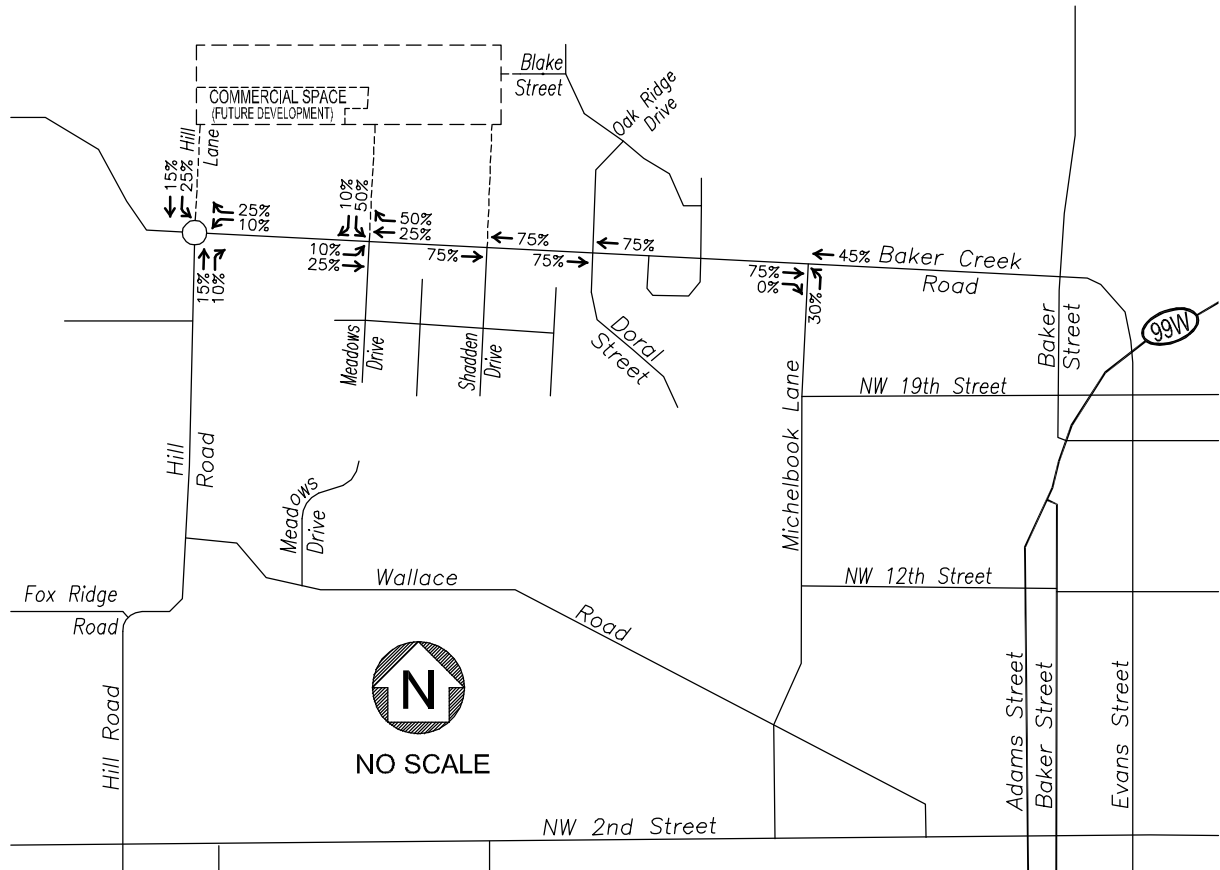 Blake
Street
Oak Ridge
Drive
COMMERCIAL SPACE
(FUTURE DEVELOPMENT)
Hill
Lane
15%
25%
25%
10%
15%
10%
10%
50%
50%
25%
10%
25%
75%
75%
75%
75%
45%
75%
0%
30%
Baker Creek
Road
Meadows
Drive
Shadden
Drive
Doral
Street
Baker
Street
99W
NW 19th Street
Hill
Road
Michelbook Lane
Meadows
Drive
Wallace
Road
NW 12th Street
Fox Ridge
Road
Hill Road
N
NO SCALE
Adams Street
Baker Street
Evans Street
NW 2nd Street